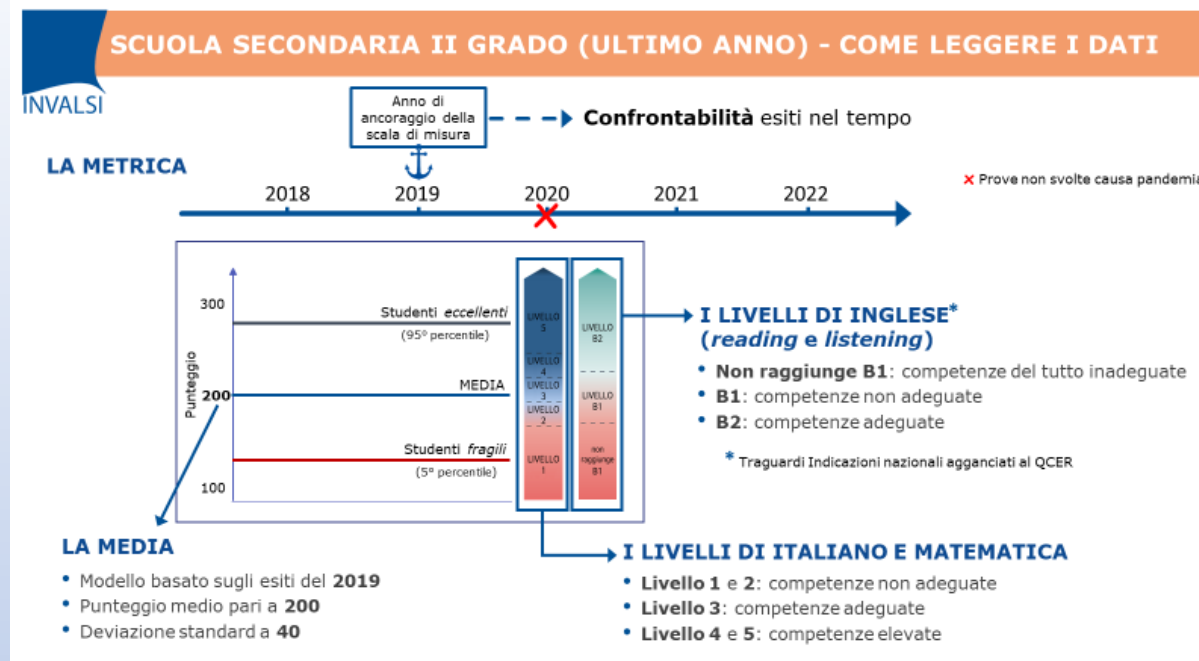 SCUOLA SECONDARIA II GRADO (ULTIMO ANNO) - COME LEGGERE I DATI
INVALSI
Anno di
ancoraggio della
scala di misura
Confrontabilità esiti nel tempo
LA METRICA
Prove non svolte causa pandemia
2018
2019
2020
2021
2022
Punteggio
300
200
100
Studenti eccellenti
(95° percentile)
MEDIA
Studenti fragili
(5° percentile)
LIVELLO
5
LIVELLO
4
LIVELLO
3
LIVELLO
2
LIVELLO
1
LIVELLO
B2
LIVELLO
B1
non
raggiunge
B1
I LIVELLI DI INGLESE*
(reading e listening)
• Non raggiunge B1: competenze del tutto inadeguate
• B1: competenze non adeguate
• B2: competenze adeguate
* Traguardi Indicazioni nazionali agganciati al QCER
LA MEDIA
• Modello basato sugli esiti del 2019
• Punteggio medio pari a 200
• Deviazione standard a 40
I LIVELLI DI ITALIANO E MATEMATICA
• Livello 1 e 2: competenze non adeguate
• Livello 3: competenze adeguate
• Livello 4 e 5: competenze elevate